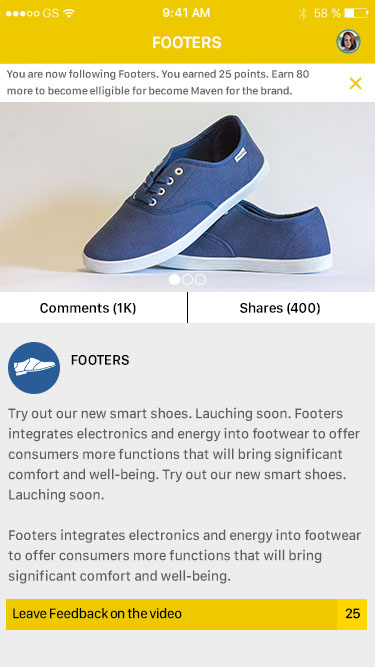 GS 9:41 AM 58 %
FOOTERS
You are now following Footers. You earned 25 points. Earn 80
more to become elligible for become Maven for the brand.
Comments (1K) Shares (400)
FOOTERS
Try out our new smart shoes. Lauching soon. Footers
integrates electronics and energy into footwear to offer
consumers more functions that will bring significant
comfort and well-being. Try out our new smart shoes.
Lauching soon.
Footers integrates electronics and energy into footwear
to offer consumers more functions that will bring
significant comfort and well-being.
Leave Feedback on the video 25